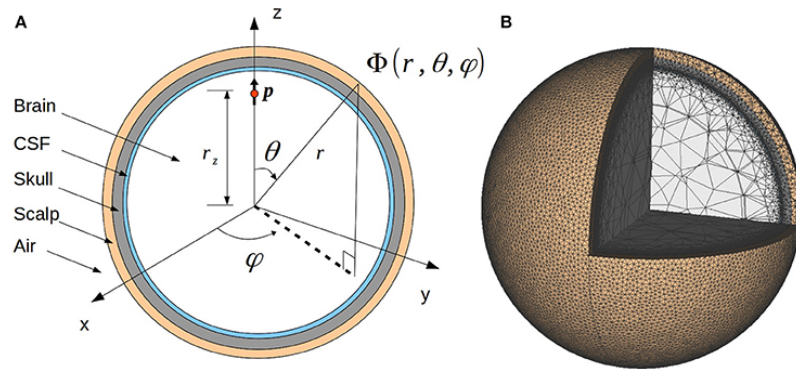 A
z
Φ(r, θ, φ)
p
Brain
CSF
Skull
Scalp
Air
r_z
θ
r
φ
x
y
B